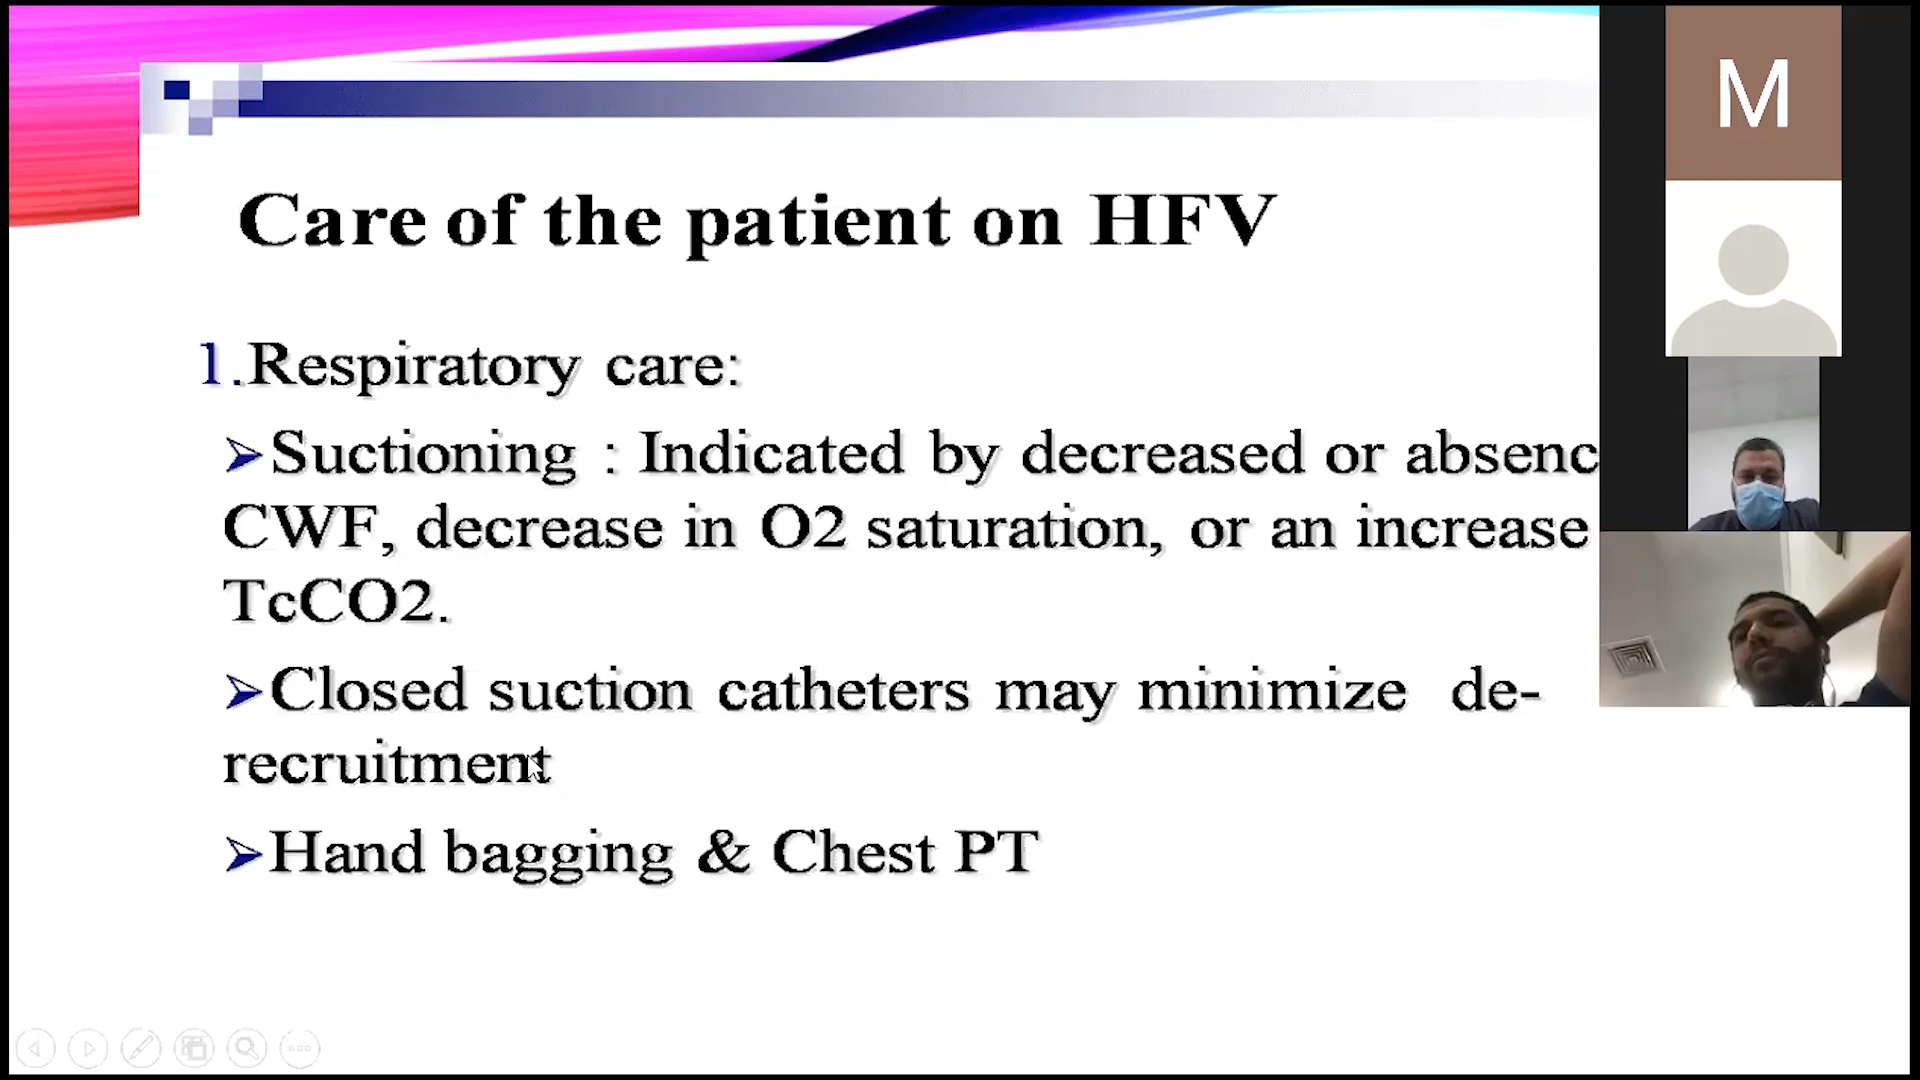 Care of the patient on HFV
1.Respiratory care:
➢Suctioning : Indicated by decreased or absenc
CWF, decrease in O2 saturation, or an increase
TcCO2.
➢Closed suction catheters may minimize de-
recruitment
➢Hand bagging & Chest PT
M